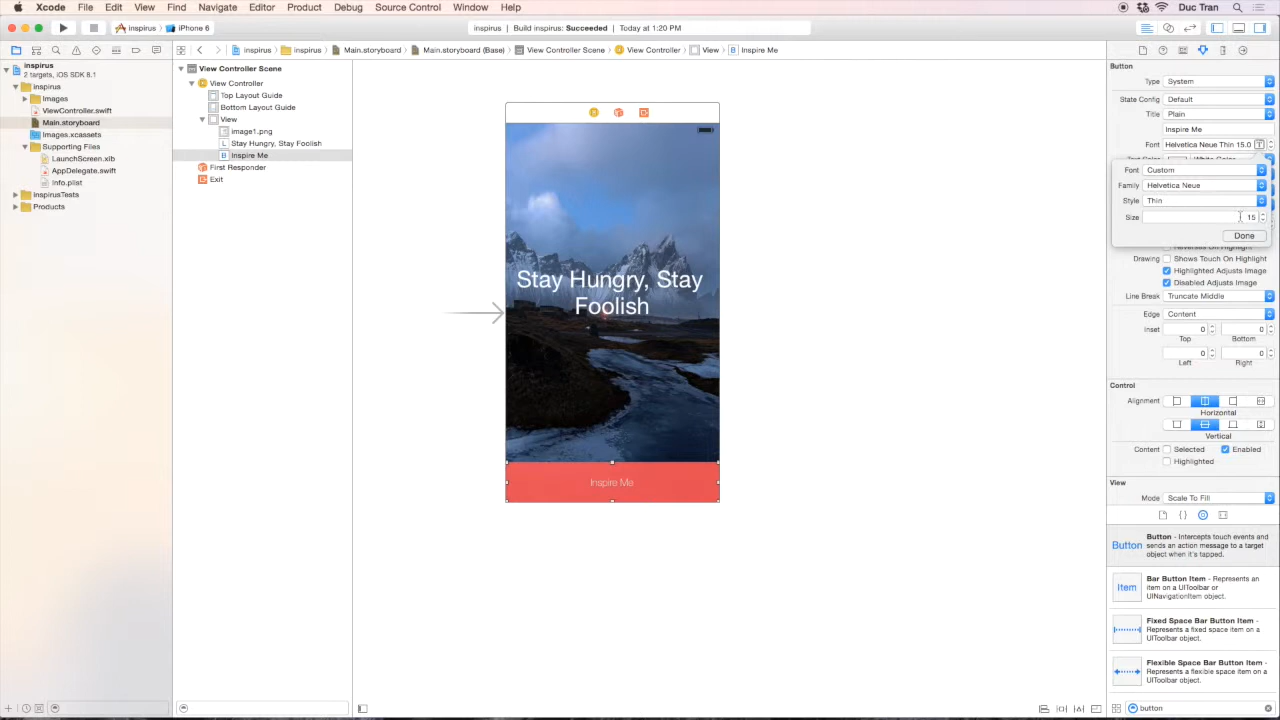 Xcode File Edit View Find Navigate Editor Product Debug Source Control Window Help Duc Tran
inspirus iPhone 6 inspirus Build inspirus: Succeeded Today at 1:20 PM
inspirus inspirus Main.storyboard Main.storyboard (Base) View Controller Scene View Controller View B Inspire Me
inspirus
2 targets, iOS SDK 8.1
inspirus
Images
ViewController.swift
Main.storyboard
Images.xcassets
Supporting Files
LaunchScreen.xib
AppDelegate.swift
Info.plist
inspirusTests
Products
View Controller Scene
View Controller
Top Layout Guide
Bottom Layout Guide
View
image1.png
L Stay Hungry, Stay Foolish
B Inspire Me
First Responder
Exit
Stay Hungry, Stay
Foolish
Inspire Me
Button
Type System
State Config Default
Title Plain
Inspire Me
Font Helvetica Neue Thin 15.0
Font Custom
Family Helvetica Neue
Style Thin
Size 15
Done
Reverses On Highlight
Drawing Shows Touch On Highlight
Highlighted Adjusts Image
Disabled Adjusts Image
Line Break Truncate Middle
Edge Content
Inset 0 0
Top Bottom
0 0
Left Right
Control
Alignment
Horizontal
Vertical
Content Selected Enabled
Highlighted
View
Mode Scale To Fill
Button Button - Intercepts touch events and
sends an action message to a target
object when it's tapped.
Item Bar Button Item - Represents an
item on a UIToolbar or
UINavigationItem object.
Fixed Space Bar Button Item -
Represents a fixed space item on a
UIToolbar object.
Flexible Space Bar Button Item -
Represents a flexible space item on a
UIToolbar object.
button